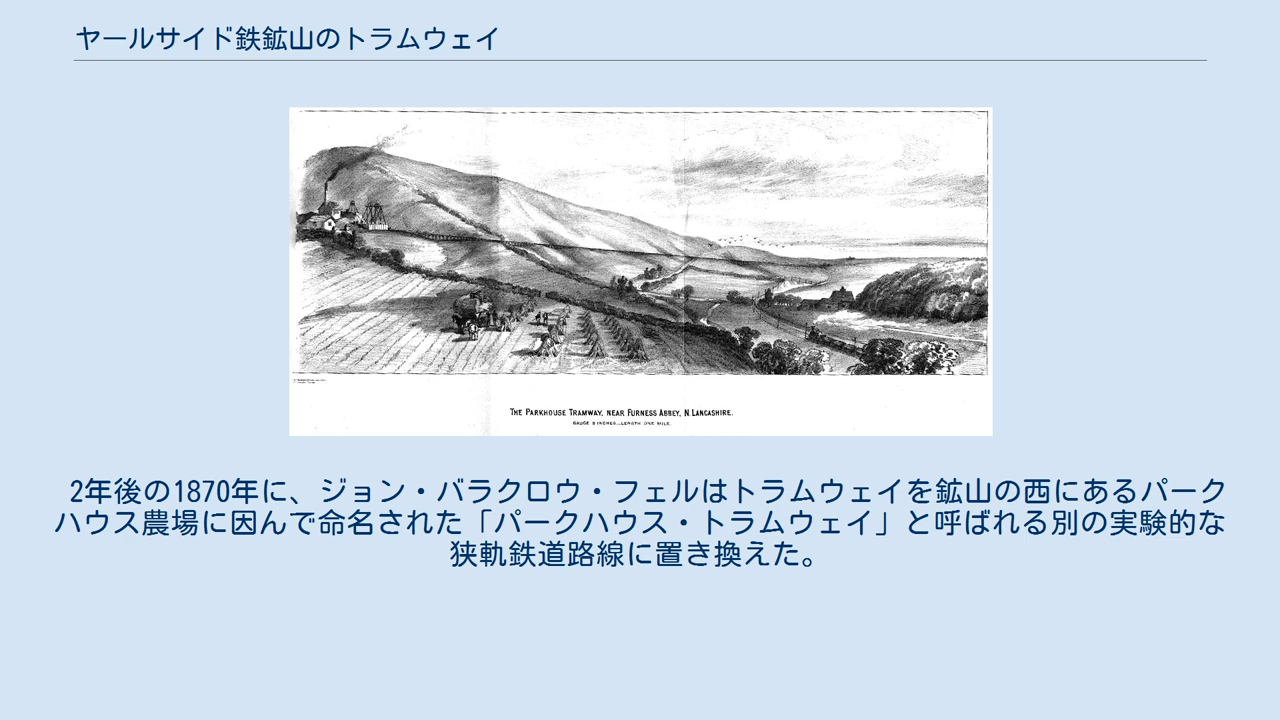 ヤールサイド鉄鉱山のトラムウェイ
THE PARKHOUSE TRAMWAY, NEAR FURNESS ABBEY, N. LANCASHIRE.
GAUGE 8 INCHES...LENGTH ONE MILE.
2年後の1870年に、ジョン・バラクロウ・フェルはトラムウェイを鉱山の西にあるパーク
ハウス農場に因んで命名された「パークハウス・トラムウェイ」と呼ばれる別の実験的な
狭軌鉄道路線に置き換えた。